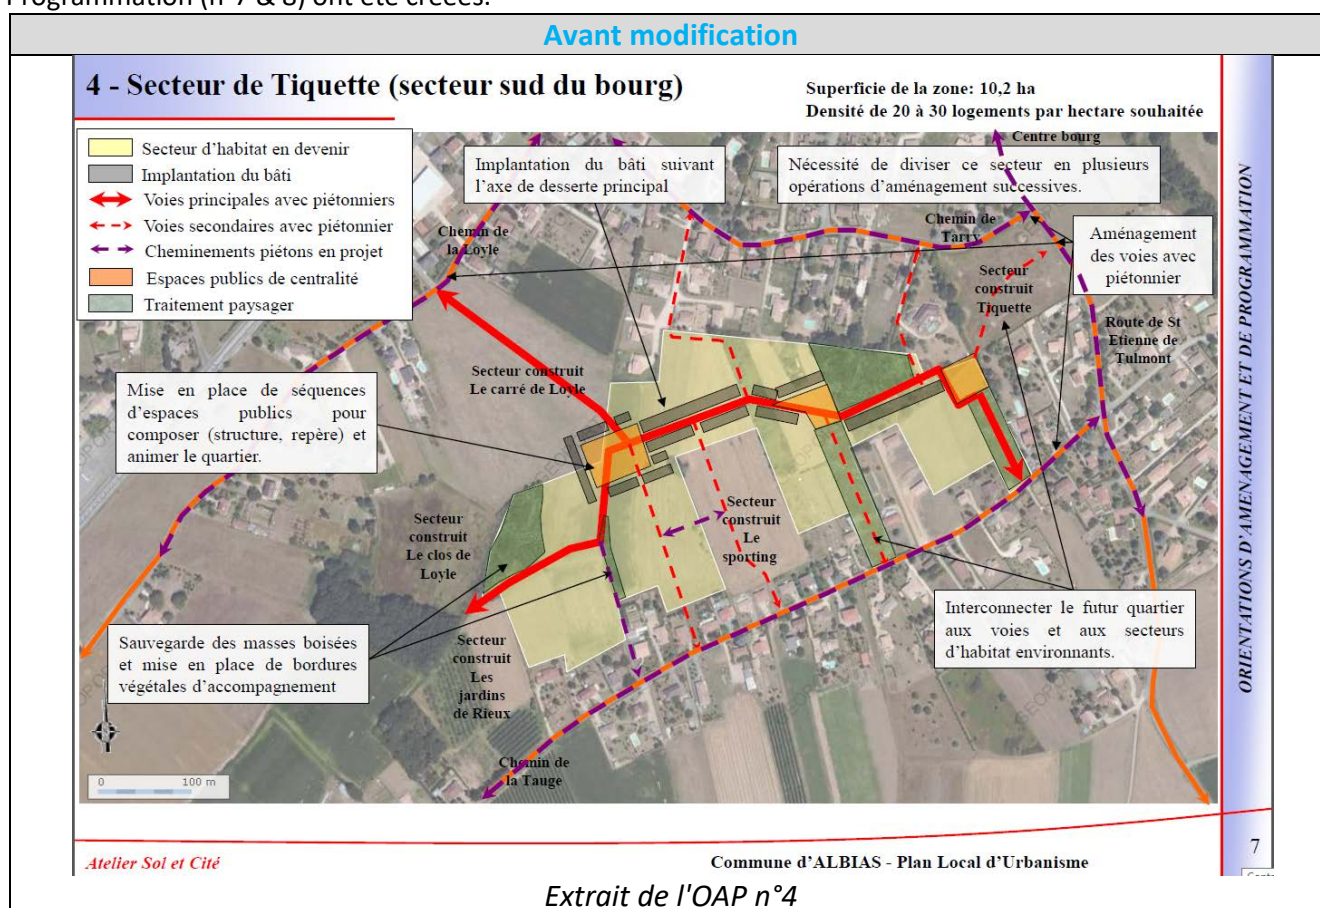 Programmation (n°7 & 8) ont été créées.
Avant modification
4 - Secteur de Tiquette (secteur sud du bourg)
Superficie de la zone: 10,2 ha
Densité de 20 à 30 logements par hectare souhaitée
Secteur d'habitat en devenir
Implantation du bâti
Voies principales avec piétonniers
Voies secondaires avec piétonnier
Cheminements piétons en projet
Espaces publics de centralité
Traitement paysager
Implantation du bâti suivant
l'axe de desserte principal
Centre bourg
Nécessité de diviser ce secteur en plusieurs
opérations d'aménagement successives.
Chemin de
la Loyle
Chemin de
Tarry
Aménagement
des voies avec
piétonnier
Secteur
construit
Tiquette
Route de St
Etienne de
Tulmont
Secteur construit
Le carré de Loyle
Mise en place de séquences
d'espaces publics pour
composer (structure, repère) et
animer le quartier.
Secteur
construit
Le clos de
Loyle
Secteur
construit
Le
sporting
Sauvegarde des masses boisées
et mise en place de bordures
végétales d'accompagnement
Secteur
construit
Les
jardins
de Rieux
Interconnecter le futur quartier
aux voies et aux secteurs
d'habitat environnants.
Chemin de
la Tauge
0 100 m
ORIENTATIONS D'AMENAGEMENT ET DE PROGRAMMATION
7
Atelier Sol et Cité
Commune d'ALBIAS - Plan Local d'Urbanisme
Extrait de l'OAP n°4